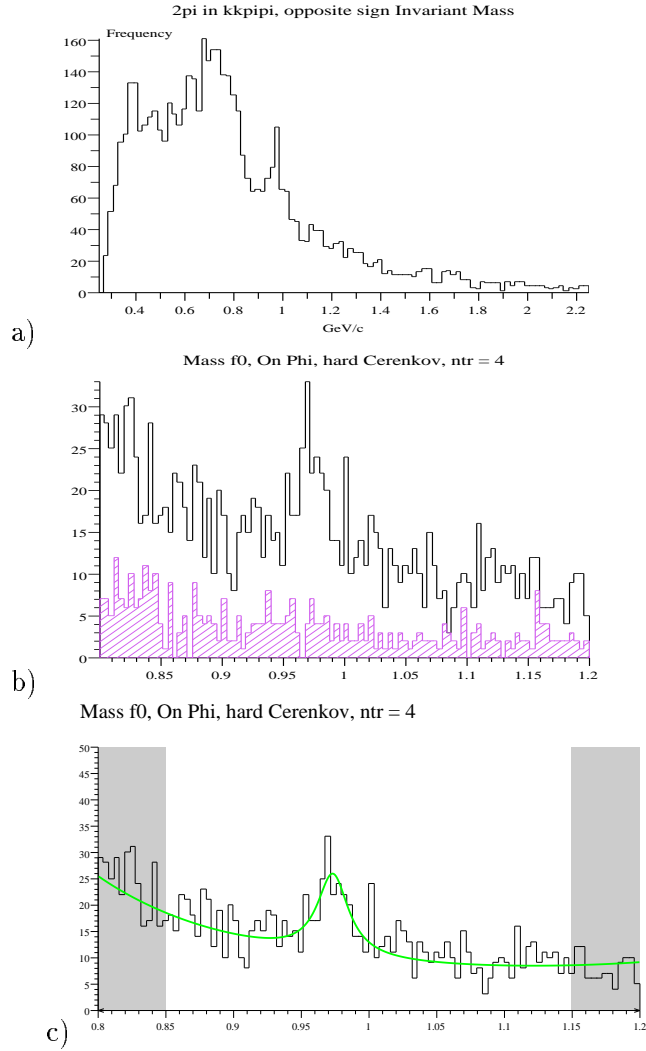 2pi in kkpipi, opposite sign Invariant Mass
Frequency
160
140
120
100
80
60
40
20
0
0.4 0.6 0.8 1 1.2 1.4 1.6 1.8 2 2.2
GeV/c
a)
Mass f0, On Phi, hard Cerenkov, ntr = 4
30
25
20
15
10
5
0
0.85 0.9 0.95 1 1.05 1.1 1.15 1.2
b)
Mass f0, On Phi, hard Cerenkov, ntr = 4
50
45
40
35
30
25
20
15
10
5
0
0.8 0.85 0.9 0.95 1 1.05 1.1 1.15 1.2
c)